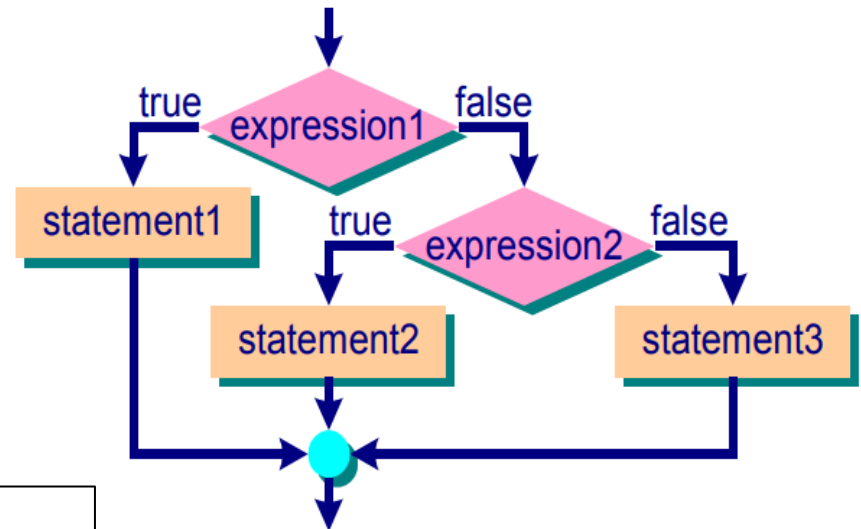 true
false
expression1
statement1
true
false
expression2
statement2
statement3